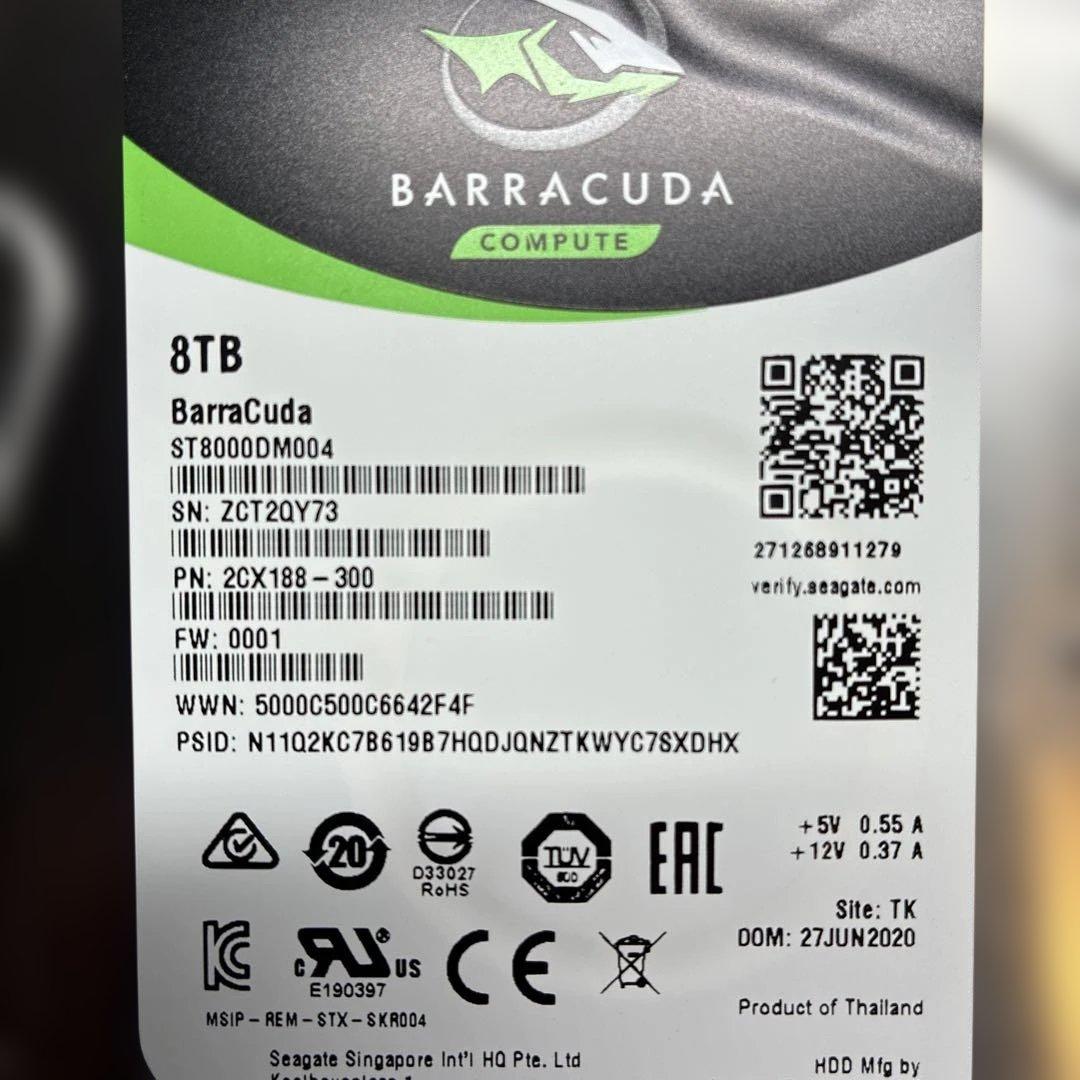 BARRACUDA
COMPUTE
8TB
BarraCuda
ST8000DM004
SN: ZCT2QY73
PN: 2CX188-300
FW: 0001
WWN: 5000C500C6642F4F
PSID: N11Q2KC7B619B7HQDJQNZTKWYC7SXDHX
271268911279
verify.seagate.com
20
D33027
RoHS
TÜV
SÜD
EAC
+5V 0.55 A
+12V 0.37 A
Site: TK
DOM: 27JUN2020
c RU® US
E190397
CE
MSIP-REM-STX-SKR004
Product of Thailand
Seagate Singapore Int'l HQ Pte. Ltd
HDD Mfg by